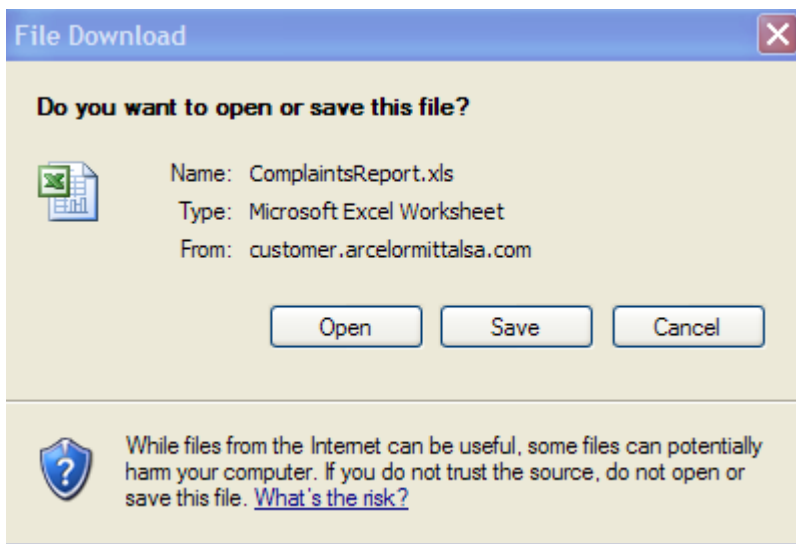 File Download
Do you want to open or save this file?
Name: ComplaintsReport.xls
Type: Microsoft Excel Worksheet
From: customer.arcelormittalsa.com
Open Save Cancel
While files from the Internet can be useful, some files can potentially
harm your computer. If you do not trust the source, do not open or
save this file. What's the risk?